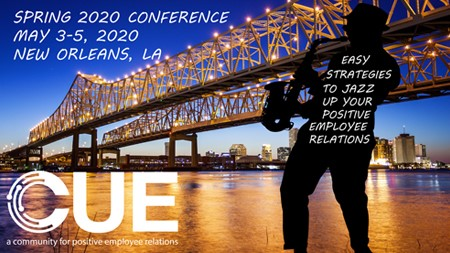 SPRING 2020 CONFERENCE
MAY 3-5, 2020
NEW ORLEANS, LA
EASY
STRATEGIES
TO JAZZ
UP YOUR
POSITIVE
EMPLOYEE
RELATIONS
CUE
a community for positive employee relations